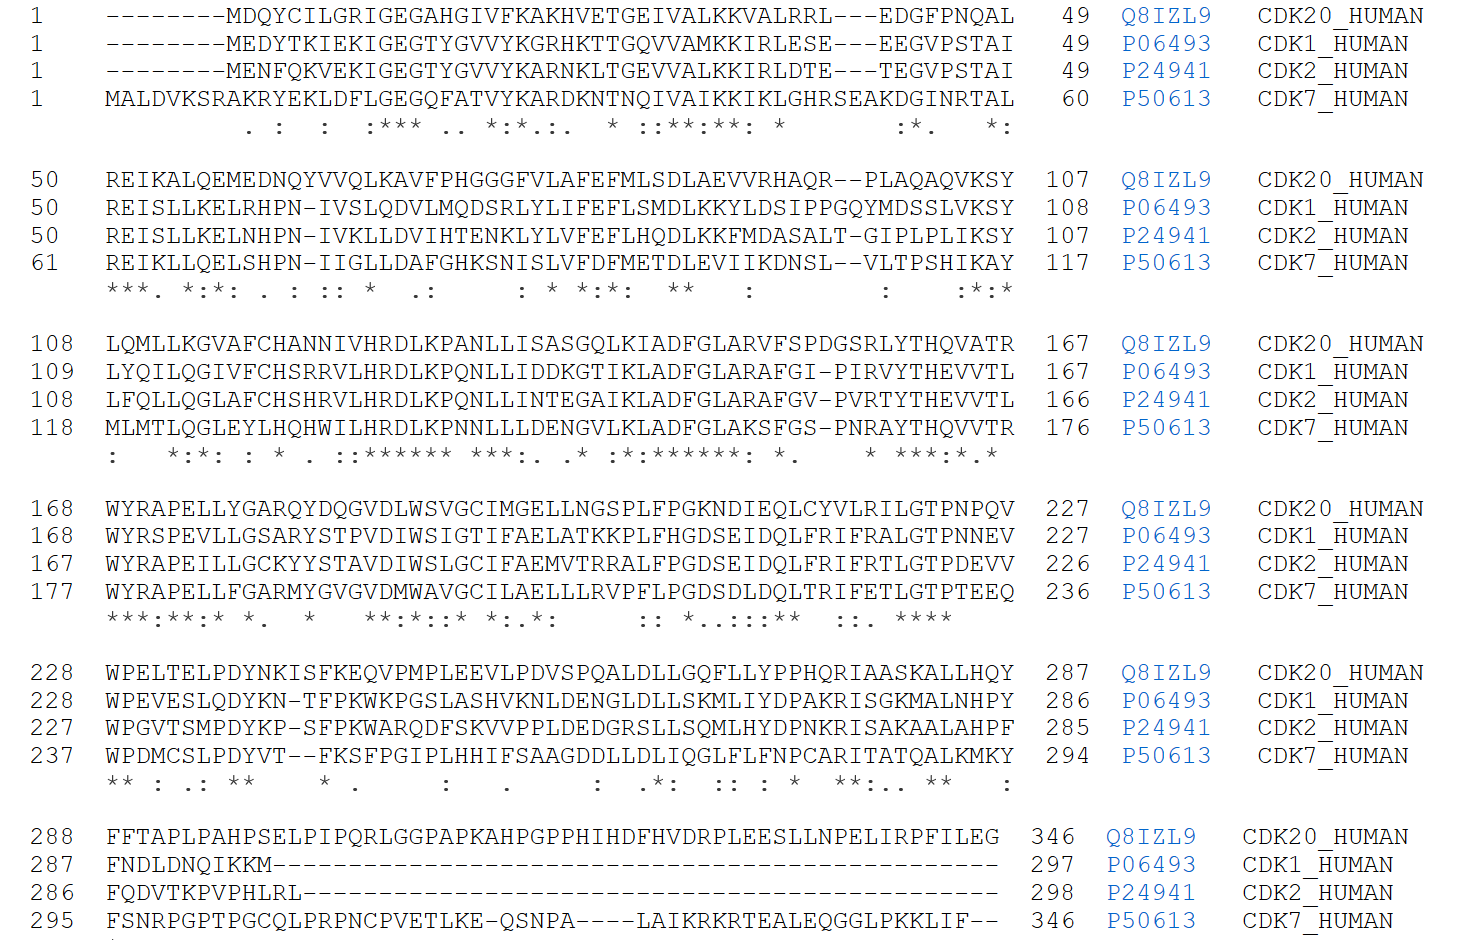 1 --------MDQYCILGRIGEGAHGIVFKAKHVETGEIVALKKVALRRL---EDGFPNQAL 49 Q8IZL9 CDK20_HUMAN
1 --------MEDYTKIEKIGEGTYGVVYKGRHKTTGQVVAMKKIRLESE---EEGVPSTAI 49 P06493 CDK1_HUMAN
1 --------MENFQKVEKIGEGTYGVVYKARNKLTGEVVALKKIRLDTE---TEGVPSTAI 49 P24941 CDK2_HUMAN
1 MALDVKSRAKRYEKLDFLGEGQFATVYKARDKNTNQIVAIKKIKLGHRSEAKDGINRTAL 60 P50613 CDK7_HUMAN
. :  :  :*** .. *:*.:.  * ::**:**: *       :*.   *:
50 REIKALQEMEDNQYVVQLKAVFPHGGGFVLAFEFMLSDLAEVVRHAQR--PLAQAQVKSY 107 Q8IZL9 CDK20_HUMAN
50 REISLLKELRHPN-IVSLQDVLMQDSRLYLIFEFLSMDLKKYLDSIPPGQYMDSSLVKSY 108 P06493 CDK1_HUMAN
50 REISLLKELNHPN-IVKLLDVIHTENKLYLVFEFLHQDLKKFMDASALT-GIPLPLIKSY 107 P24941 CDK2_HUMAN
61 REIKLLQELSHPN-IIGLLDAFGHKSNISLVFDFMETDLEVIIKDNSL--VLTPSHIKAY 117 P50613 CDK7_HUMAN
***. *:*: . : :: *  .:     : * *:*:  **   :        :    :*:*
108 LQMLLKGVAFCHANNIVHRDLKPANLLISASGQLKIADFGLARVFSPDGSRLYTHQVATR 167 Q8IZL9 CDK20_HUMAN
109 LYQILQGIVFCHSRRVLHRDLKPQNLLIDDKGTIKLADFGLARAFGI-PIRVYTHEVVTL 167 P06493 CDK1_HUMAN
108 LFQLLQGLAFCHSHRVLHRDLKPQNLLINTEGAIKLADFGLARAFGV-PVRTYTHEVVTL 166 P24941 CDK2_HUMAN
118 MLMTLQGLEYLHQHWILHRDLKPNNLLLDENGVLKLADFGLAKSFGS-PNRAYTHQVVTR 176 P50613 CDK7_HUMAN
:   *:*: : * . ::****** ***:. .* :*:******: *.    * ***:*.*
168 WYRAPELLYGARQYDQGVDLWSVGCIMGELLNGSPLFPGKNDIEQLCYVLRILGTPNPQV 227 Q8IZL9 CDK20_HUMAN
168 WYRSPEVLLGSARYSTPVDIWSIGTIFAELATKKPLFHGDSEIDQLFRIFRALGTPNNEV 227 P06493 CDK1_HUMAN
167 WYRAPEILLGCKYYSTAVDIWSLGCIFAEMVTRRALFPGDSEIDQLFRIFRTLGTPDEVV 226 P24941 CDK2_HUMAN
177 WYRAPELLFGARMYGVGVDMWAVGCILAELLLRVPFLPGDSDLDQLTRIFETLGTPTEEQ 236 P50613 CDK7_HUMAN
***:**:* *.  *   **:*::* *:.*:     :: *..:::**  ::. ****
228 WPELTELPDYNKISFKEQVPMPLEEVLPDVSPQALDLLGQFLLYPPHQRIAASKALLHQY 287 Q8IZL9 CDK20_HUMAN
228 WPEVESLQDYKN-TFPKWKPGSLASHVKNLDENGLDLLSKMLIYDPAKRISGKMALNHPY 286 P06493 CDK1_HUMAN
227 WPGVTSMPDYKP-SFPKWARQDFSKVVPPLDEDGRSLLSQMLHYDPNKRISAKAALAHPF 285 P24941 CDK2_HUMAN
237 WPDMCSLPDYVT--FKSFPGIPLHHIFSAAGDDLLDLIQGLFLFNPCARITATQALKMKY 294 P50613 CDK7_HUMAN
** : .: **    * .     :   .     :  .*:  :: : *  **:.. **   :
288 FFTAPLPAHPSELPIPQRLGGPAPKAHPGPPHIHDFHVDRPLEESLLNPELIRPFILEG 346 Q8IZL9 CDK20_HUMAN
287 FNDLDNQIKKM------------------------------------------------ 297 P06493 CDK1_HUMAN
286 FQDVTKPVPHLRL---------------------------------------------- 298 P24941 CDK2_HUMAN
295 FSNRPGPTPGCQLPRPNCPVETLKE-QSNPA----LAIKRKRTEALEQGGLPKKLIF-- 346 P50613 CDK7_HUMAN